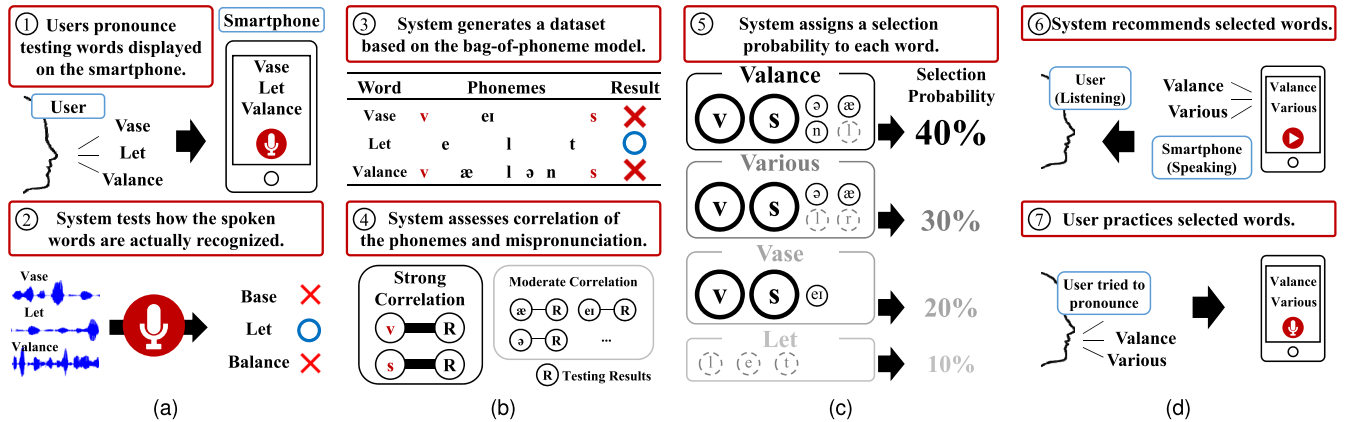 ① Users pronounce
testing words displayed
on the smartphone.
Smartphone
Vase
Let
Valance
User
Vase
Let
Valance
② System tests how the spoken
words are actually recognized.
Vase
Let
Valance
Base
Let
Balance
(a)
③ System generates a dataset
based on the bag-of-phoneme model.
Word Phonemes Result
Vase v eɪ s
Let e l t
Valance v æ l ə n s
④ System assesses correlation of
the phonemes and mispronunciation.
Strong
Correlation
v R
s R
Moderate Correlation
æ R eɪ R
ə R ...
R Testing Results
(b)
⑤ System assigns a selection
probability to each word.
Selection
Probability
Valance
v s ə æ
n l
40%
Various
v s ə æ
l r
30%
Vase
v s eɪ
20%
Let
l e t
10%
(c)
⑥ System recommends selected words.
User
(Listening)
Valance
Various
Smartphone
(Speaking)
Valance
Various
⑦ User practices selected words.
User tried to
pronounce
Valance
Various
Valance
Various
(d)